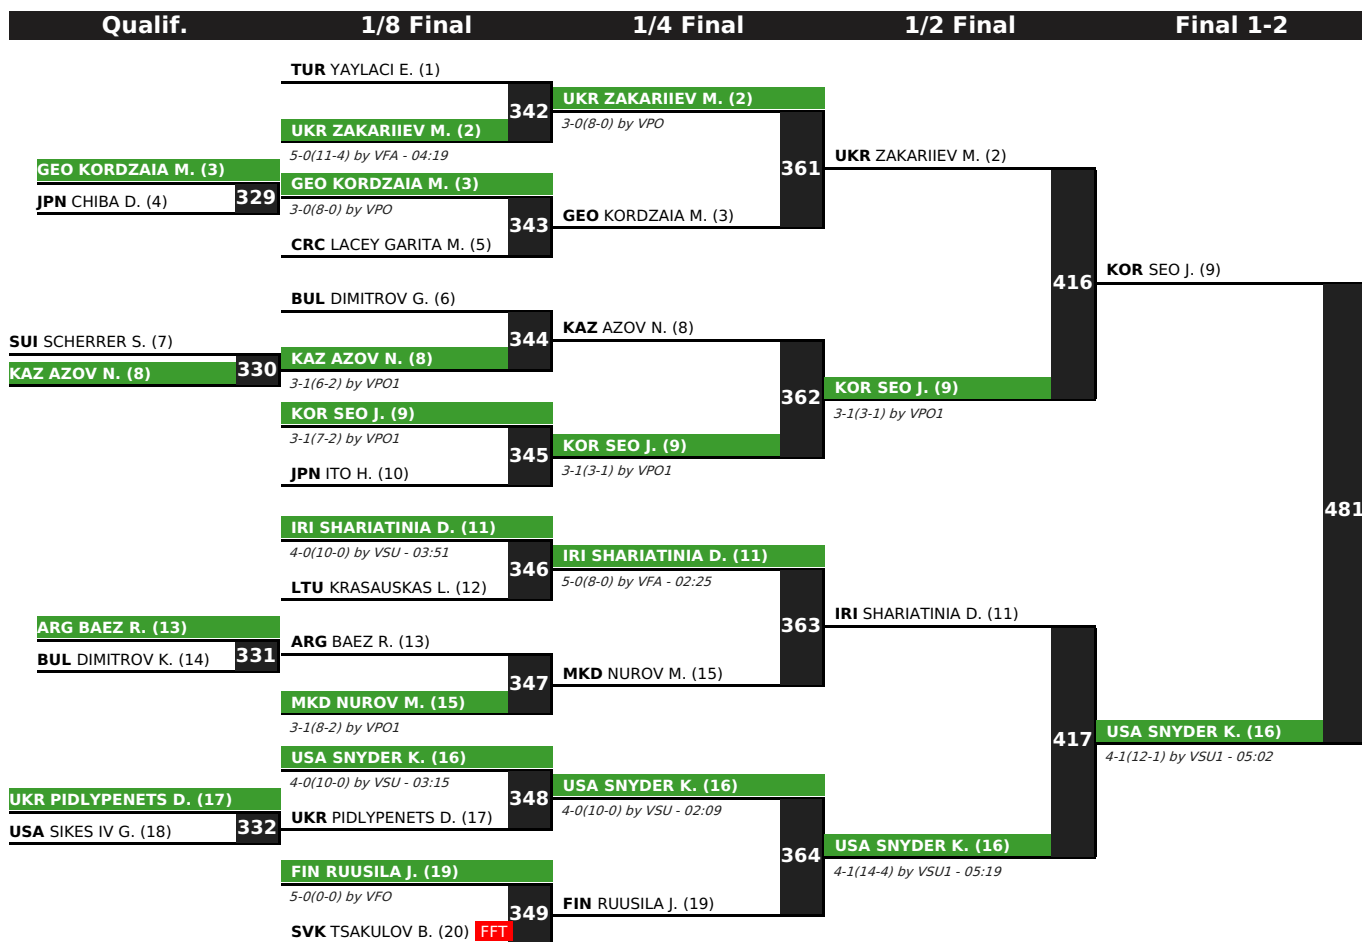 Qualif.
1/8 Final
1/4 Final
1/2 Final
Final 1-2
GEO KORDZAIA M. (3)
JPN CHIBA D. (4)
329
SUI SCHERRER S. (7)
KAZ AZOV N. (8)
330
ARG BAEZ R. (13)
BUL DIMITROV K. (14)
331
UKR PIDLYPENETS D. (17)
USA SIKES IV G. (18)
332
TUR YAYLACI E. (1)
342
UKR ZAKARIIEV M. (2)
5-0(11-4) by VFA - 04:19
GEO KORDZAIA M. (3)
3-0(8-0) by VPO
343
CRC LACEY GARITA M. (5)
BUL DIMITROV G. (6)
344
KAZ AZOV N. (8)
3-1(6-2) by VPO1
KOR SEO J. (9)
3-1(7-2) by VPO1
345
JPN ITO H. (10)
IRI SHARIATINIA D. (11)
4-0(10-0) by VSU - 03:51
346
LTU KRASAUSKAS L. (12)
ARG BAEZ R. (13)
347
MKD NUROV M. (15)
3-1(8-2) by VPO1
USA SNYDER K. (16)
4-0(10-0) by VSU - 03:15
348
UKR PIDLYPENETS D. (17)
FIN RUUSILA J. (19)
5-0(0-0) by VFO
349
SVK TSAKULOV B. (20) FFT
UKR ZAKARIIEV M. (2)
3-0(8-0) by VPO
361
GEO KORDZAIA M. (3)
KAZ AZOV N. (8)
362
KOR SEO J. (9)
3-1(3-1) by VPO1
IRI SHARIATINIA D. (11)
5-0(8-0) by VFA - 02:25
363
MKD NUROV M. (15)
USA SNYDER K. (16)
4-0(10-0) by VSU - 02:09
364
FIN RUUSILA J. (19)
UKR ZAKARIIEV M. (2)
416
KOR SEO J. (9)
3-1(3-1) by VPO1
IRI SHARIATINIA D. (11)
417
USA SNYDER K. (16)
4-1(14-4) by VSU1 - 05:19
KOR SEO J. (9)
481
USA SNYDER K. (16)
4-1(12-1) by VSU1 - 05:02